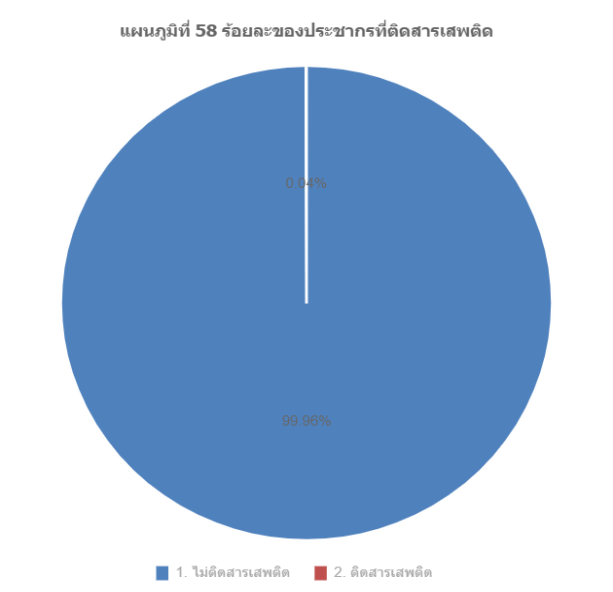 แผนภูมิที่ 58 ร้อยละของประชากรที่ติดสารเสพติด
0.04%
99.96%
1. ไม่ติดสารเสพติด 2. ติดสารเสพติด